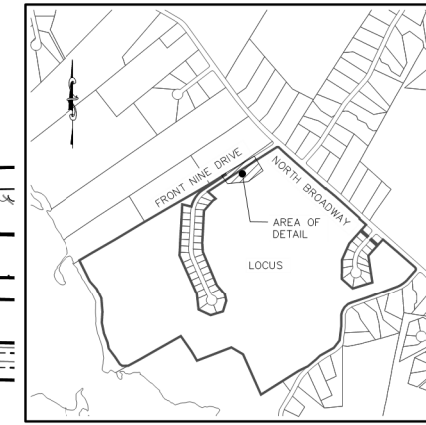 FRONT NINE DRIVE
NORTH BROADWAY
AREA OF
DETAIL
LOCUS